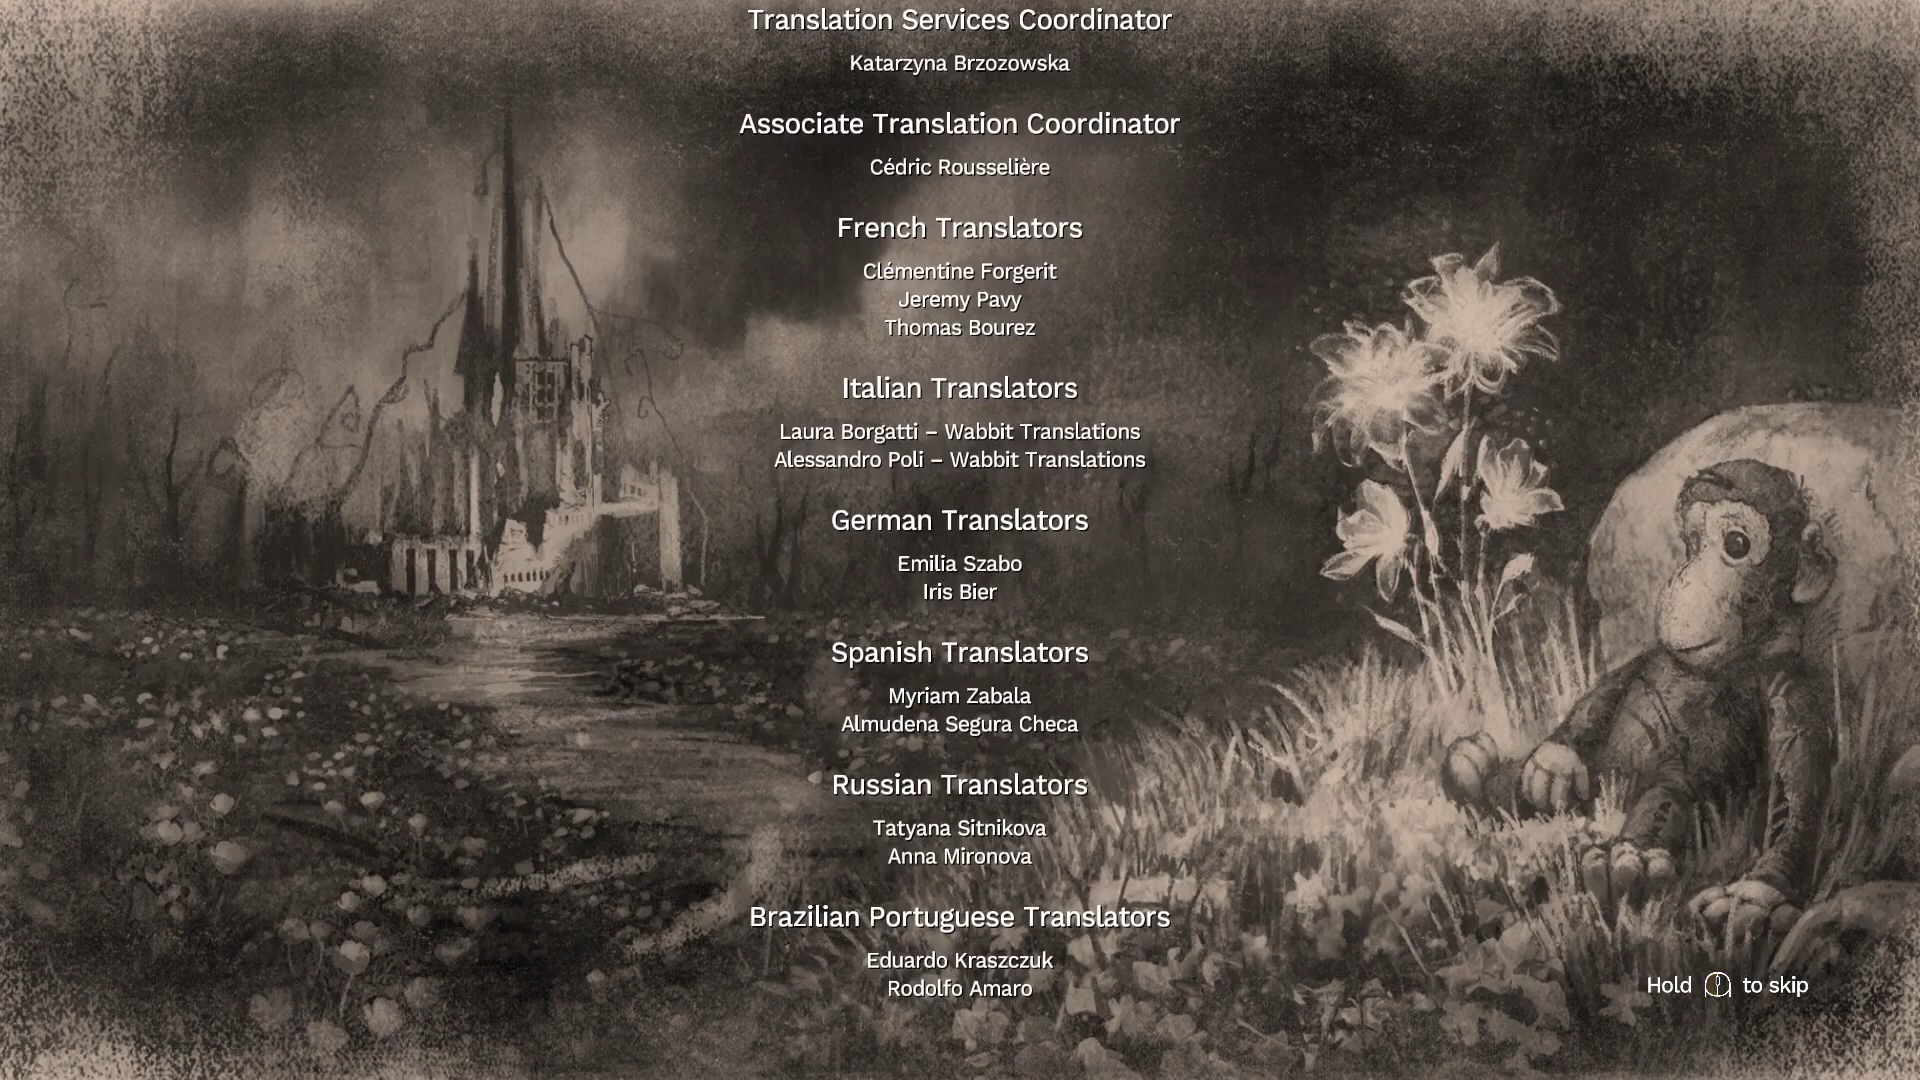 Translation Services Coordinator
Katarzyna Brzozowska
Associate Translation Coordinator
Cédric Rousselière
French Translators
Clémentine Forgerit
Jeremy Pavy
Thomas Bourez
Italian Translators
Laura Borgatti – Wabbit Translations
Alessandro Poli – Wabbit Translations
German Translators
Emilia Szabo
Iris Bier
Spanish Translators
Myriam Zabala
Almudena Segura Checa
Russian Translators
Tatyana Sitnikova
Anna Mironova
Brazilian Portuguese Translators
Eduardo Kraszczuk
Rodolfo Amaro
Hold to skip